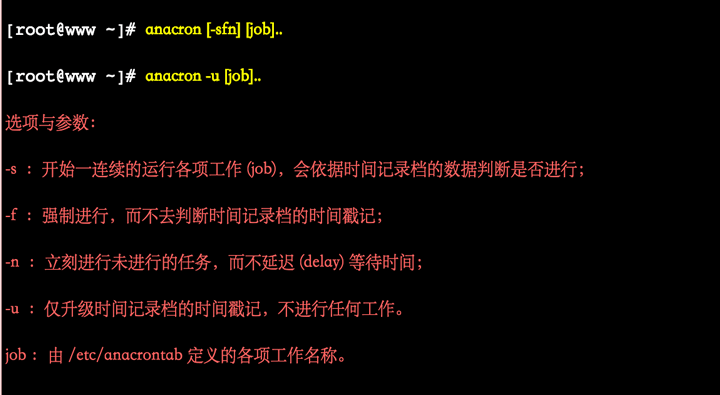 [root@www ~]# anacron [-sfn] [job]..
[root@www ~]# anacron -u [job]..
选项与参数：
-s ：开始一连续的运行各项工作 (job)，会依据时间记录档的数据判断是否进行；
-f ：强制进行，而不去判断时间记录档的时间戳记；
-n ：立刻进行未进行的任务，而不延迟 (delay) 等待时间；
-u ：仅升级时间记录档的时间戳记，不进行任何工作。
job ：由 /etc/anacrontab 定义的各项工作名称。